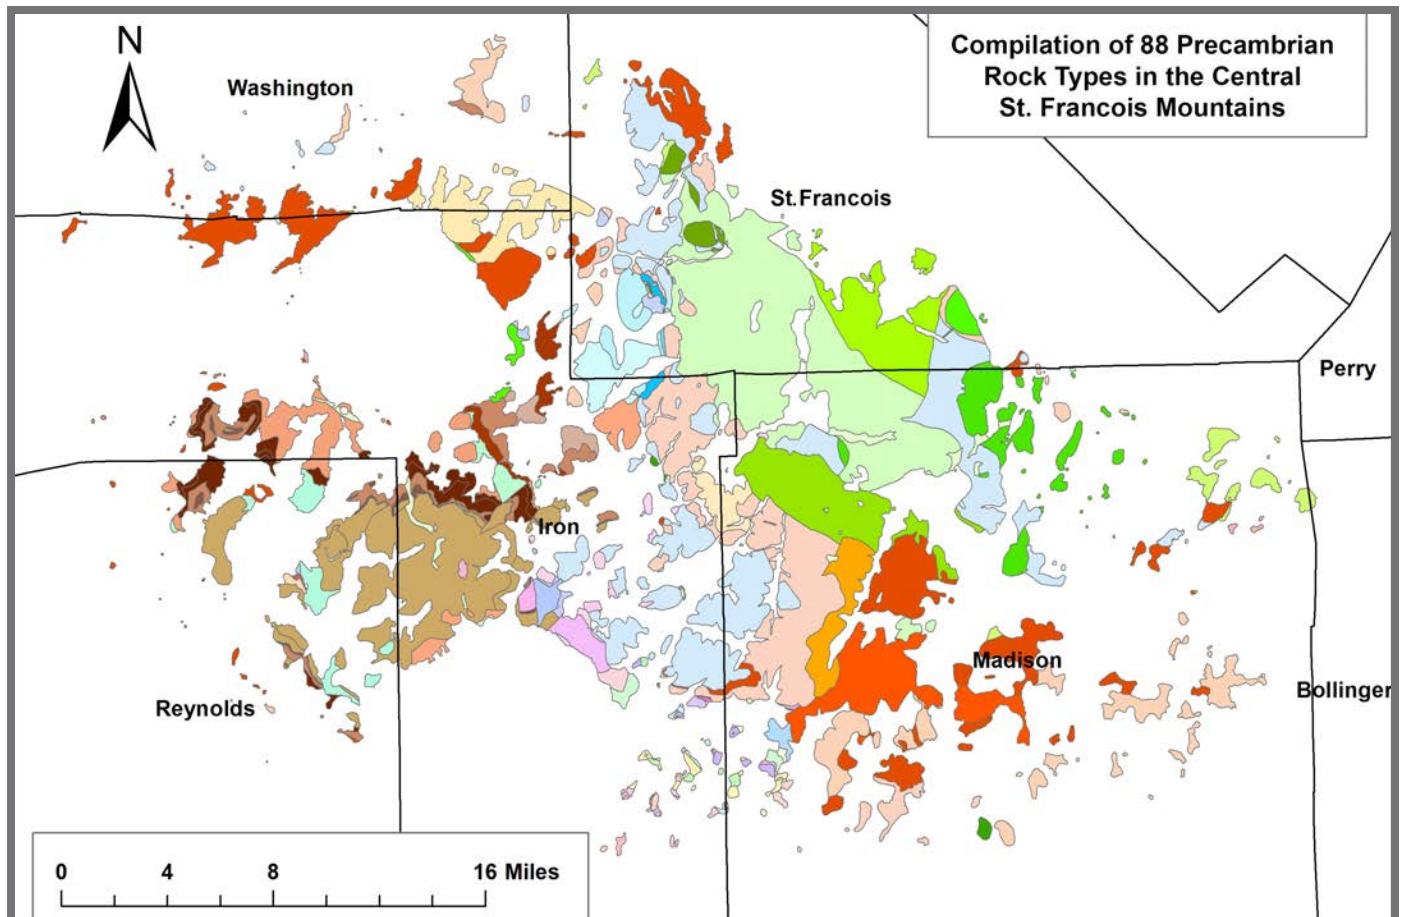 N
Washington
Compilation of 88 Precambrian
Rock Types in the Central
St. Francois Mountains
St.Francois
Perry
Iron
Madison
Reynolds
Bollinger
0 4 8 16 Miles